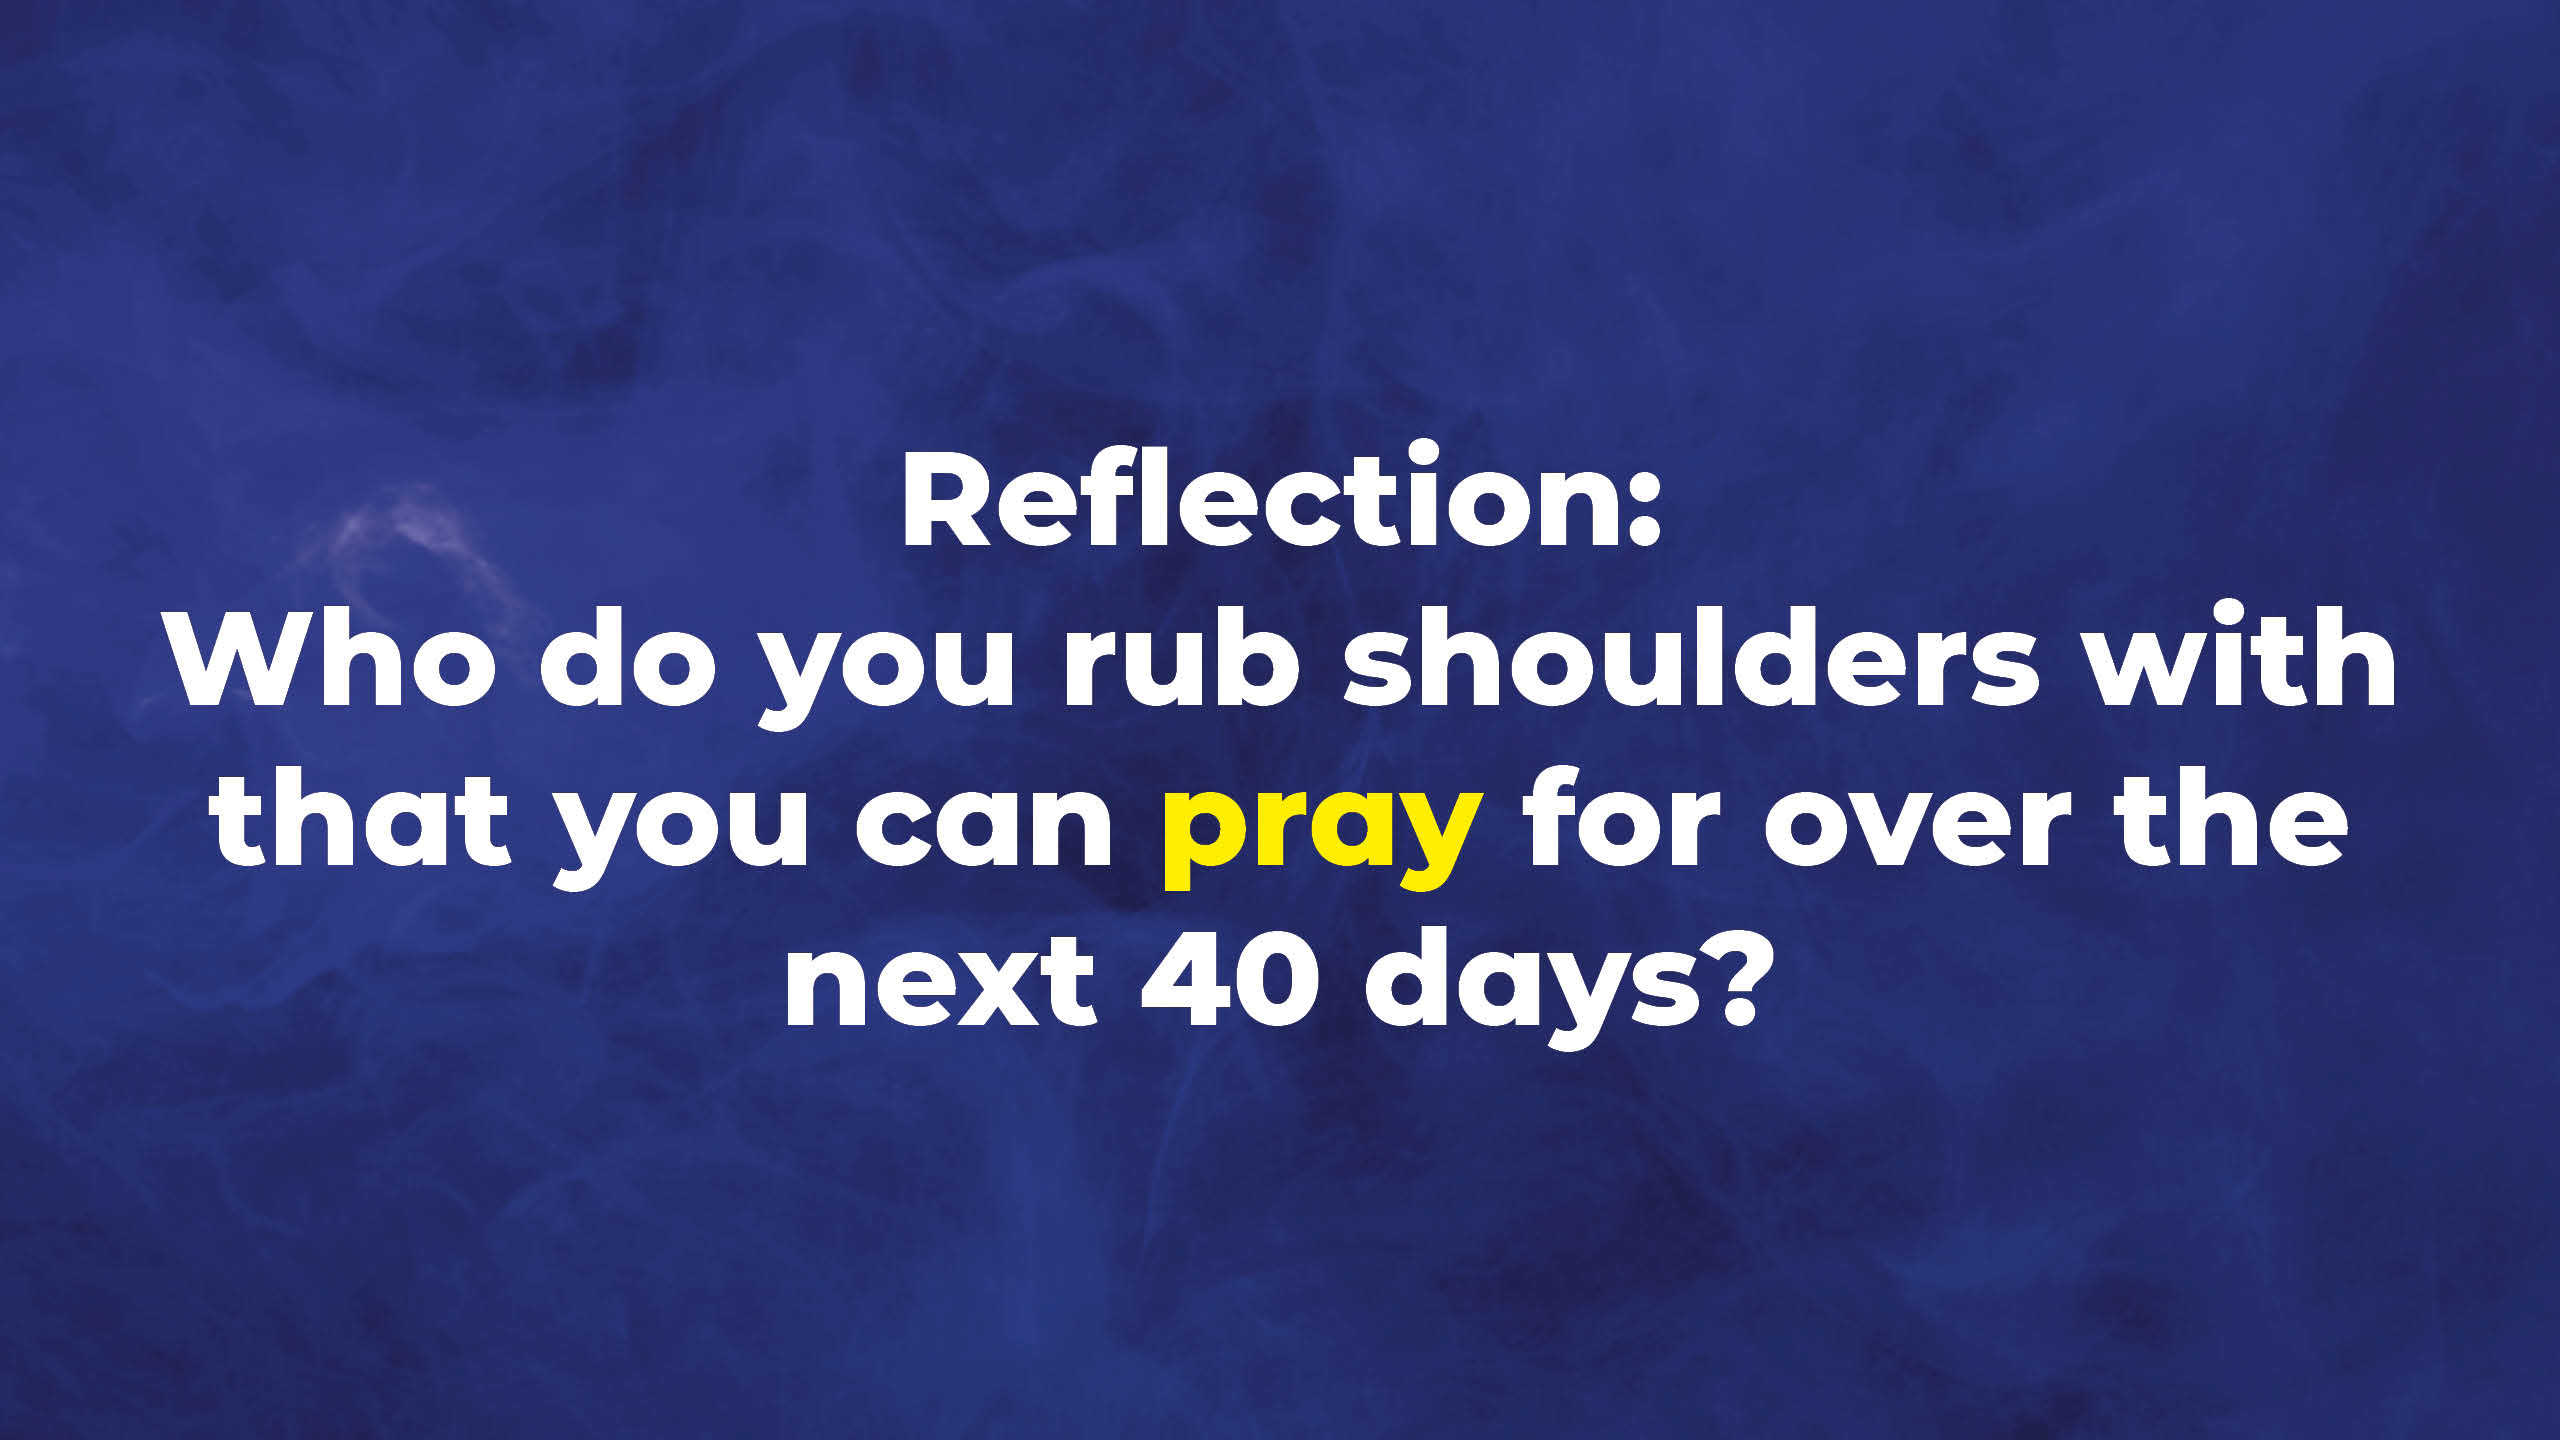 Reflection:
Who do you rub shoulders with
that you can pray for over the
next 40 days?